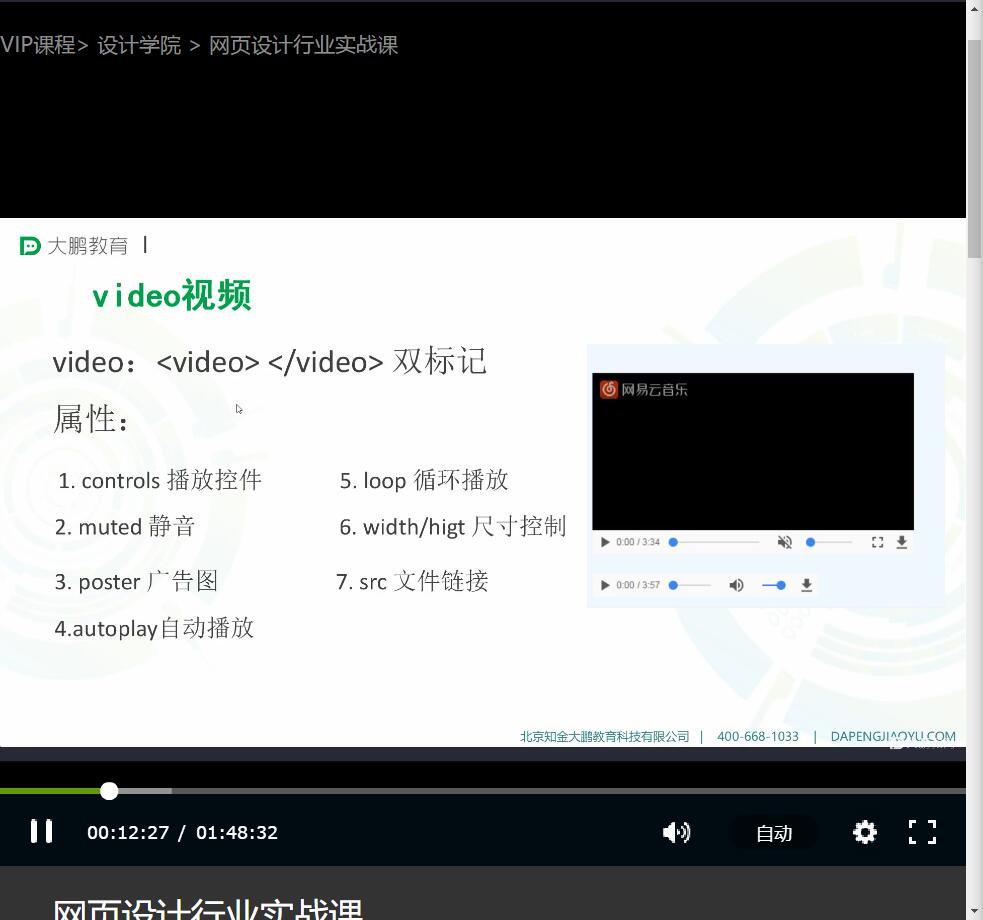 VIP课程> 设计学院 > 网页设计行业实战课
大鹏教育 |
video视频
video：<video> </video> 双标记
属性：
1. controls 播放控件
2. muted 静音
3. poster 广告图
4.autoplay自动播放
5. loop 循环播放
6. width/higt 尺寸控制
7. src 文件链接
网易云音乐
0:00 / 3:34
0:00 / 3:57
北京知金大鹏教育科技有限公司 | 400-668-1033 | DAPENGJIAOYU.COM
00:12:27 / 01:48:32
自动
网页设计行业实战课